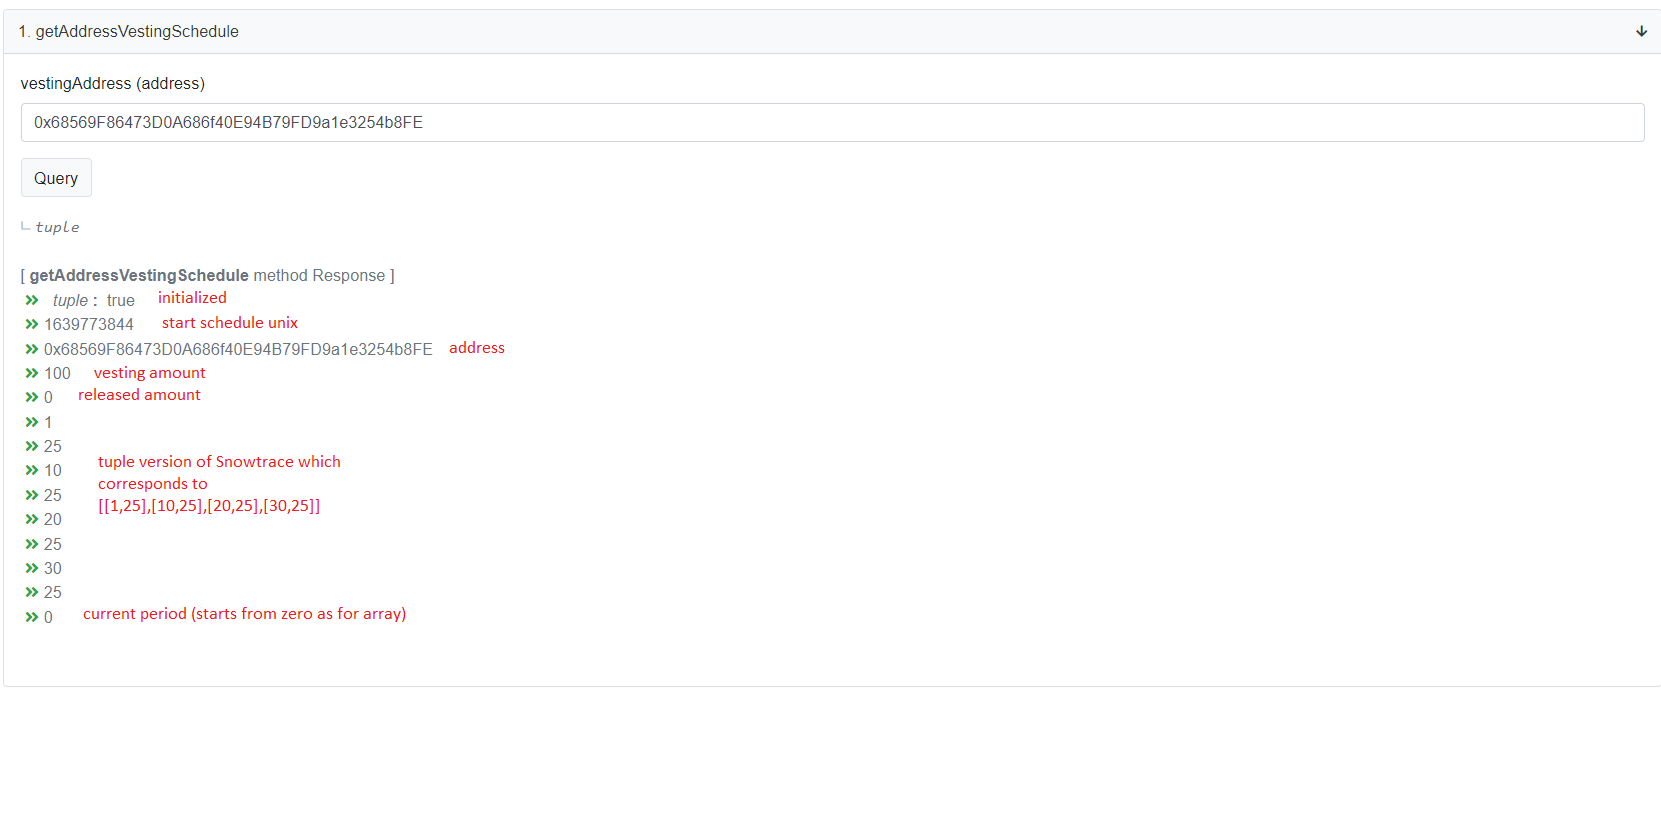 1. getAddressVestingSchedule
vestingAddress (address)
0x68569F86473D0A686f40E94B79FD9a1e3254b8FE
Query
tuple
[ getAddressVestingSchedule method Response ]
tuple : true initialized
1639773844 start schedule unix
0x68569F86473D0A686f40E94B79FD9a1e3254b8FE address
100 vesting amount
0 released amount
1
25
10 tuple version of Snowtrace which
25 corresponds to
20 [[1,25],[10,25],[20,25],[30,25]]
25
30
25
0 current period (starts from zero as for array)